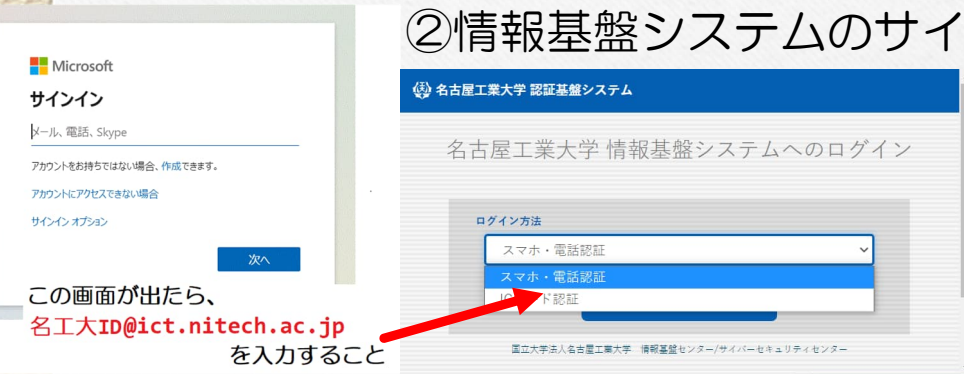 Microsoft
サインイン
メール、電話、Skype
アカウントをお持ちではない場合、作成できます。
アカウントにアクセスできない場合
サインイン オプション
次へ
この画面が出たら、
名工大ID@ict.nitech.ac.jp
を入力すること
②情報基盤システムのサイ
名古屋工業大学 認証基盤システム
名古屋工業大学 情報基盤システムへのログイン
ログイン方法
スマホ・電話認証
スマホ・電話認証
ド認証
国立大学法人名古屋工業大学 情報基盤センター/サイバーセキュリティセンター